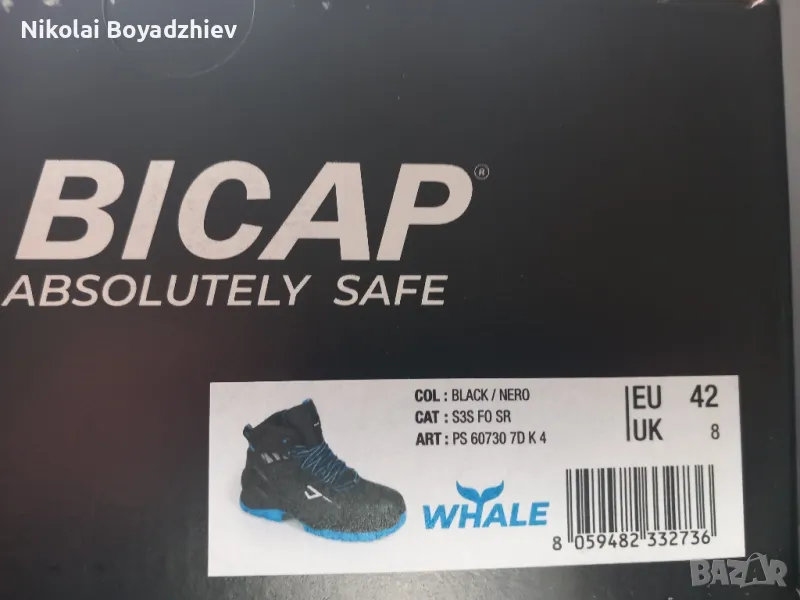 Nikolai Boyadzhiev
BICAP®
ABSOLUTELY SAFE
COL : BLACK / NERO
CAT : S3S FO SR
ART : PS 60730 7D K 4
EU 42
UK 8
WHALE
8 059482 332736
BAZAR